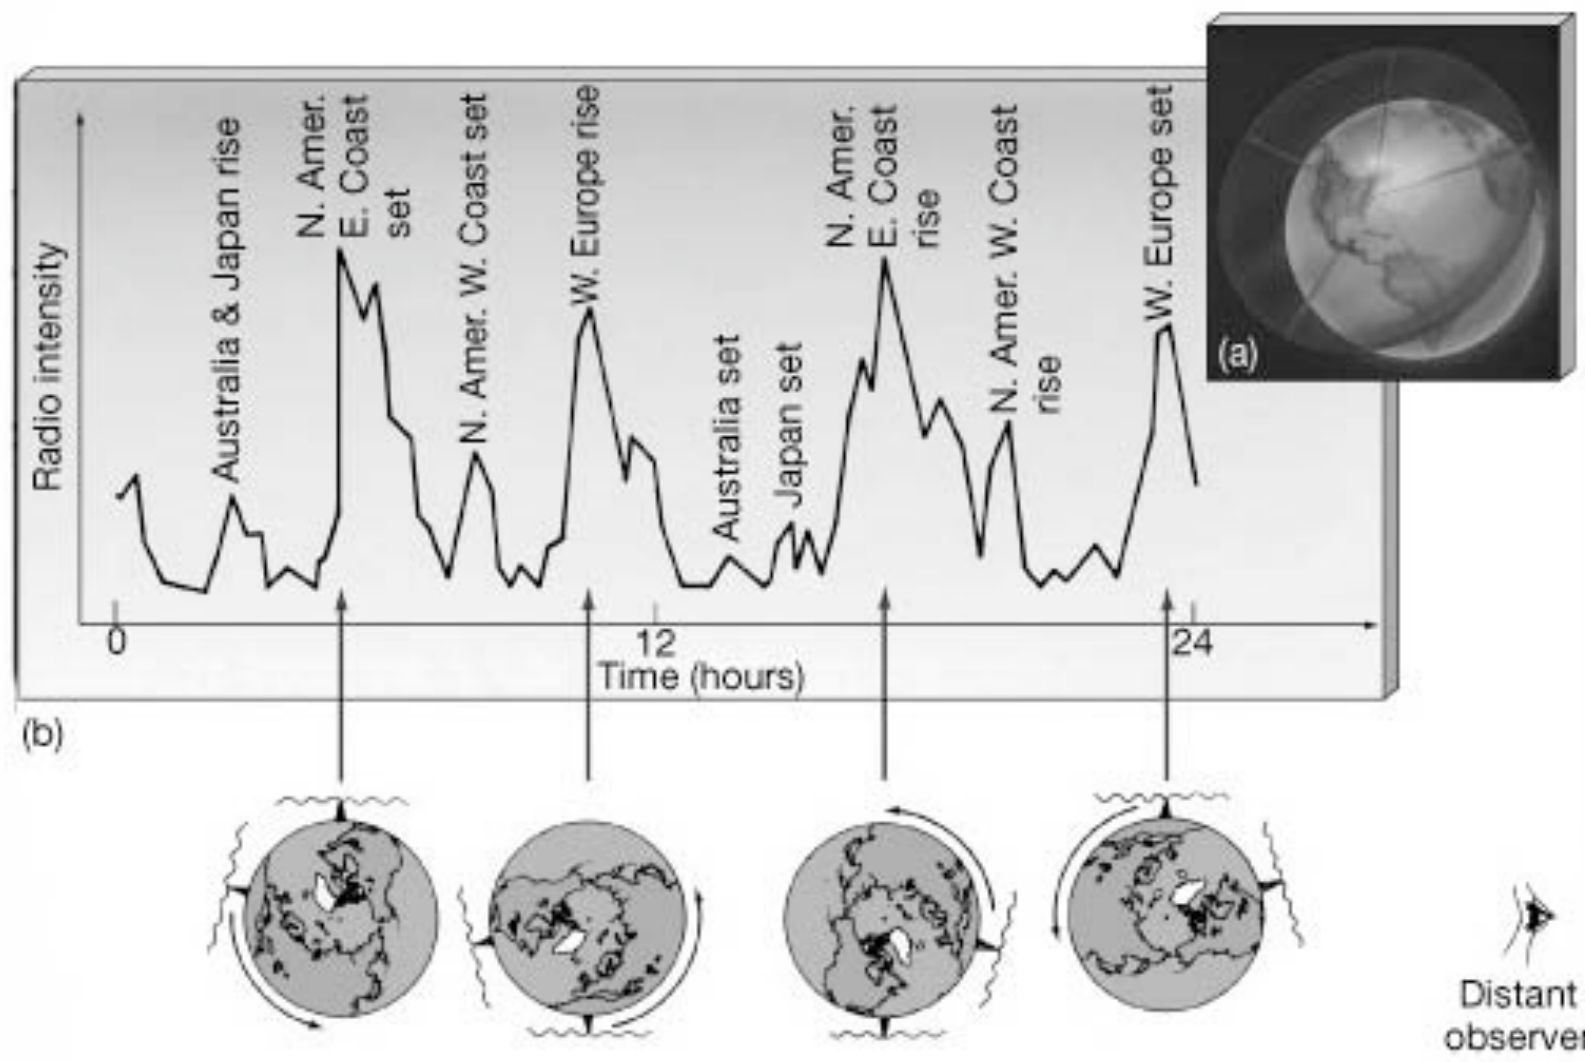 Radio intensity
Australia & Japan rise
N. Amer.
E. Coast
set
N. Amer. W. Coast set
W. Europe rise
Australia set
Japan set
N. Amer.
E. Coast
rise
N. Amer. W. Coast
rise
W. Europe set
(a)
0
12
24
Time (hours)
(b)
Distant
observer